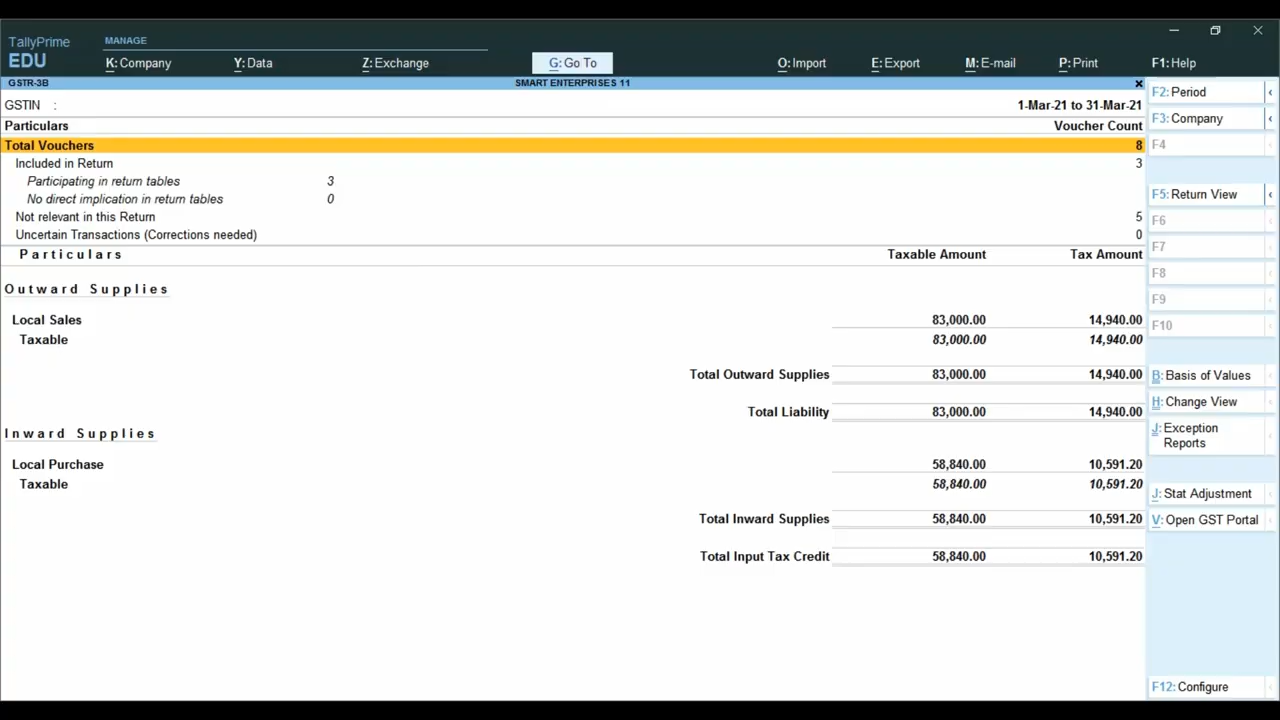 TallyPrime
EDU
MANAGE
K: Company Y: Data Z: Exchange G: Go To O: Import E: Export M: E-mail P: Print F1: Help
GSTR-3B SMART ENTERPRISES 11 x
GSTIN : 1-Mar-21 to 31-Mar-21
Particulars Voucher Count
Total Vouchers 8
Included in Return 3
Participating in return tables 3
No direct implication in return tables 0
Not relevant in this Return 5
Uncertain Transactions (Corrections needed) 0
Particulars Taxable Amount Tax Amount
Outward Supplies
Local Sales 83,000.00 14,940.00
Taxable 83,000.00 14,940.00
Total Outward Supplies 83,000.00 14,940.00
Total Liability 83,000.00 14,940.00
Inward Supplies
Local Purchase 58,840.00 10,591.20
Taxable 58,840.00 10,591.20
Total Inward Supplies 58,840.00 10,591.20
Total Input Tax Credit 58,840.00 10,591.20
F2: Period
F3: Company
F4
F5: Return View
F6
F7
F8
F9
F10
B: Basis of Values
H: Change View
J: Exception
Reports
J: Stat Adjustment
V: Open GST Portal
F12: Configure